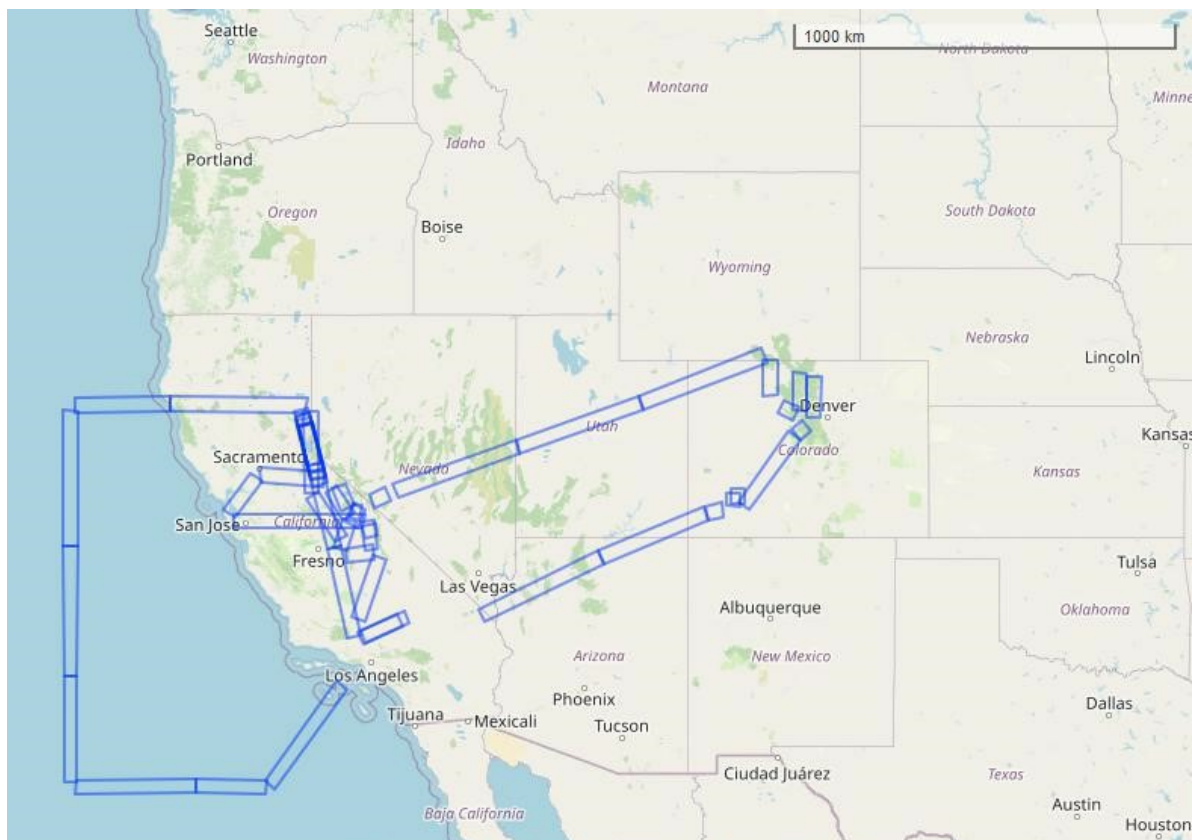 Seattle
Washington
1000 km
North Dakota
Montana
Minne
Portland
Idaho
Oregon
Boise
South Dakota
Wyoming
Nebraska
Lincoln
Denver
Utah
Kansas
Sacramento
Nevada
Colorado
Kansas
San Jose
California
Fresno
Las Vegas
Tulsa
Albuquerque
Oklahoma
Arizona
New Mexico
Los Angeles
Phoenix
Tijuana
Mexicali
Tucson
Dallas
Ciudad Juárez
Texas
Austin
Baja California
Houston